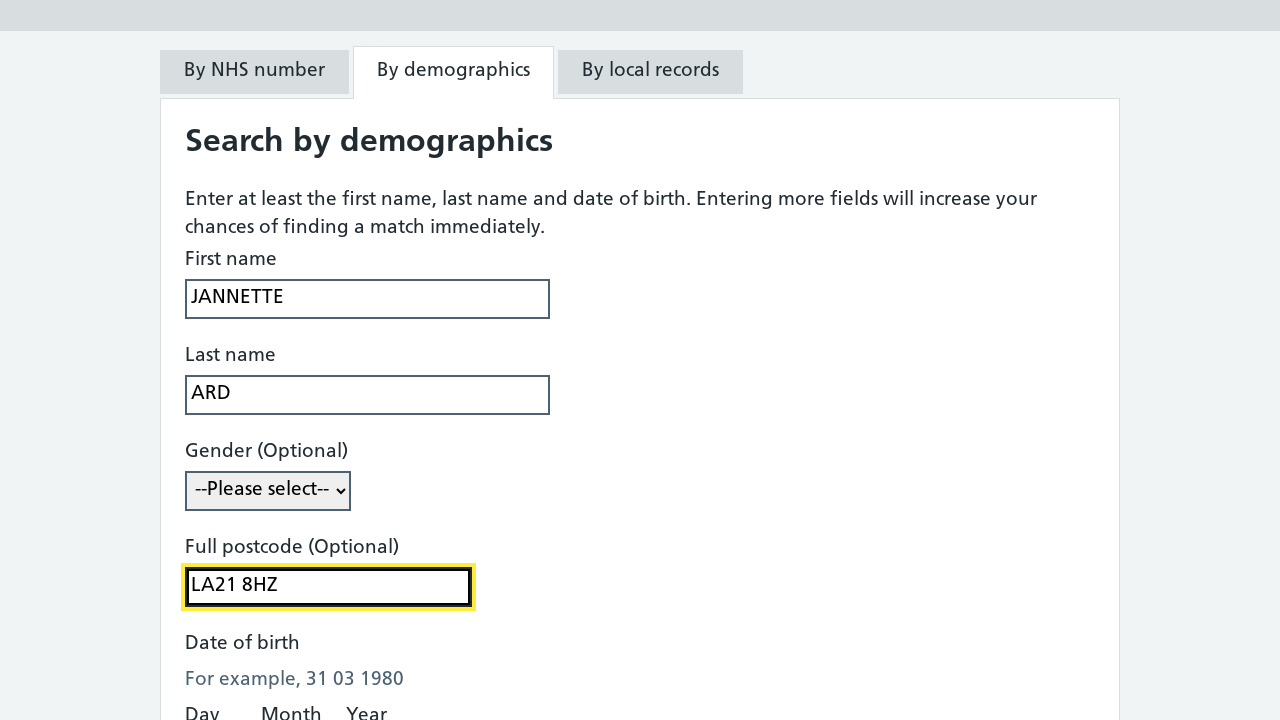 By NHS number
By demographics
By local records
Search by demographics
Enter at least the first name, last name and date of birth. Entering more fields will increase your
chances of finding a match immediately.
First name
JANNETTE
Last name
ARD
Gender (Optional)
--Please select--
Full postcode (Optional)
LA21 8HZ
Date of birth
For example, 31 03 1980
Day Month Year